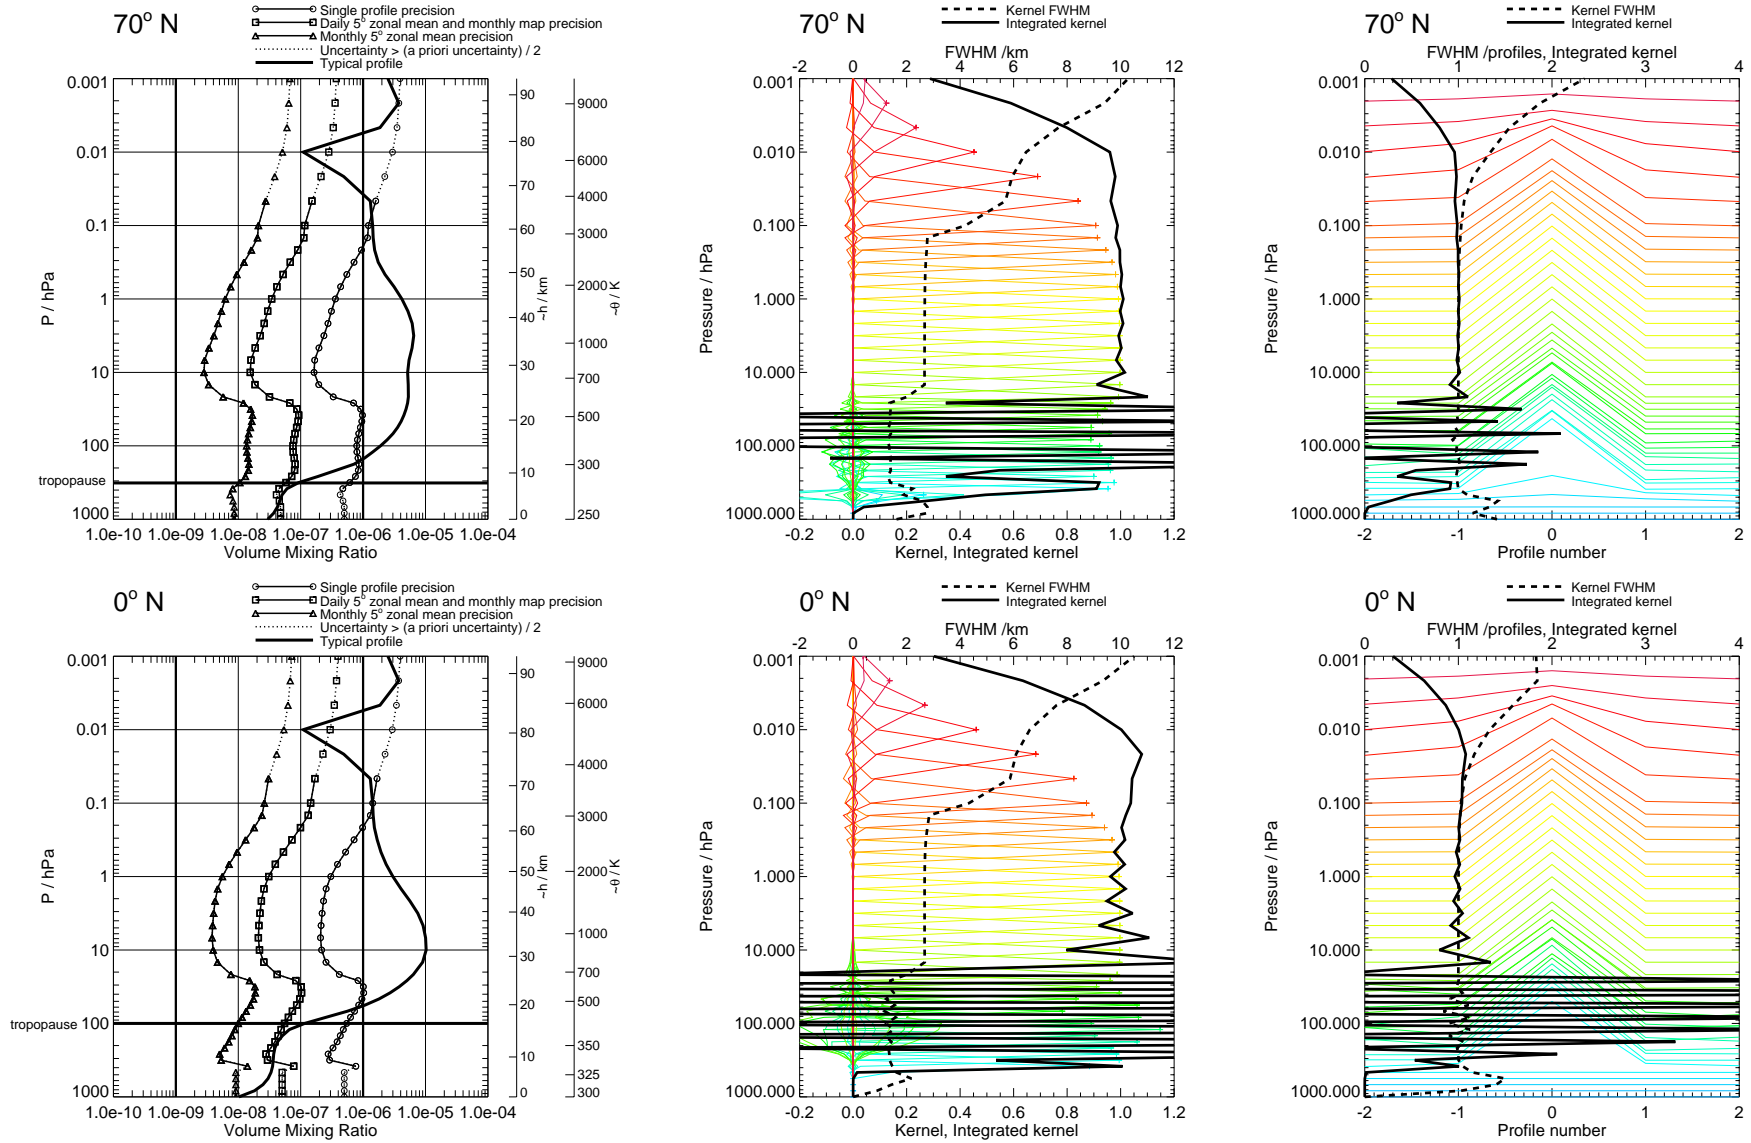 70° N
Single profile precision
Daily 5° zonal mean and monthly map precision
Monthly 5° zonal mean precision
Uncertainty > (a priori uncertainty) / 2
Typical profile
0.001
0.01
0.1
1
10
100
tropopause
1000
P / hPa
1.0e-10 1.0e-09 1.0e-08 1.0e-07 1.0e-06 1.0e-05 1.0e-04
Volume Mixing Ratio
90
80
70
60
50
40
30
20
10
0
~h / km
9000
6000
4000
3000
2000
1000
700
500
300
250
~θ / K
70° N
Kernel FWHM
Integrated kernel
FWHM /km
-2 0 2 4 6 8 10 12
0.001
0.010
0.100
1.000
10.000
100.000
1000.000
Pressure / hPa
-0.2 0.0 0.2 0.4 0.6 0.8 1.0 1.2
Kernel, Integrated kernel
70° N
Kernel FWHM
Integrated kernel
FWHM /profiles, Integrated kernel
0 1 2 3 4
0.001
0.010
0.100
1.000
10.000
100.000
1000.000
Pressure / hPa
-2 -1 0 1 2
Profile number
0° N
Single profile precision
Daily 5° zonal mean and monthly map precision
Monthly 5° zonal mean precision
Uncertainty > (a priori uncertainty) / 2
Typical profile
0.001
0.01
0.1
1
10
100
tropopause
1000
P / hPa
1.0e-10 1.0e-09 1.0e-08 1.0e-07 1.0e-06 1.0e-05 1.0e-04
Volume Mixing Ratio
90
80
70
60
50
40
30
20
10
0
~h / km
9000
6000
4000
3000
2000
1000
700
500
350
325
300
~θ / K
0° N
Kernel FWHM
Integrated kernel
FWHM /km
-2 0 2 4 6 8 10 12
0.001
0.010
0.100
1.000
10.000
100.000
1000.000
Pressure / hPa
-0.2 0.0 0.2 0.4 0.6 0.8 1.0 1.2
Kernel, Integrated kernel
0° N
Kernel FWHM
Integrated kernel
FWHM /profiles, Integrated kernel
0 1 2 3 4
0.001
0.010
0.100
1.000
10.000
100.000
1000.000
Pressure / hPa
-2 -1 0 1 2
Profile number